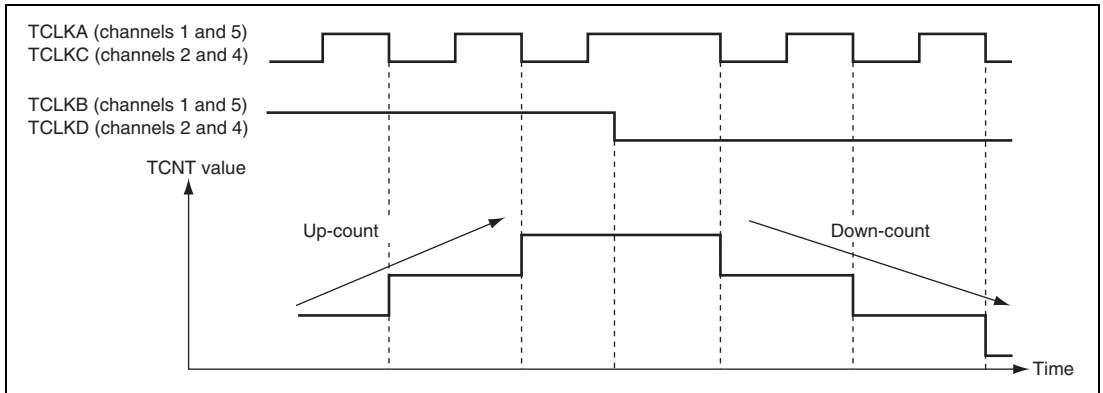 TCLKA (channels 1 and 5)
TCLKC (channels 2 and 4)
TCLKB (channels 1 and 5)
TCLKD (channels 2 and 4)
TCNT value
Up-count
Down-count
Time